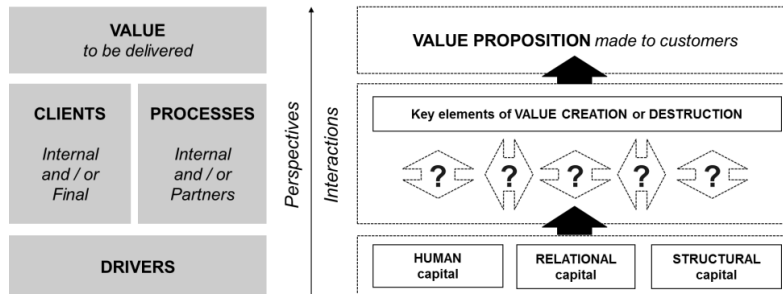 VALUE
to be delivered
CLIENTS
Internal
and / or
Final
PROCESSES
Internal
and / or
Partners
DRIVERS
Perspectives
Interactions
VALUE PROPOSITION made to customers
Key elements of VALUE CREATION or DESTRUCTION
? ? ? ? ?
HUMAN
capital
RELATIONAL
capital
STRUCTURAL
capital